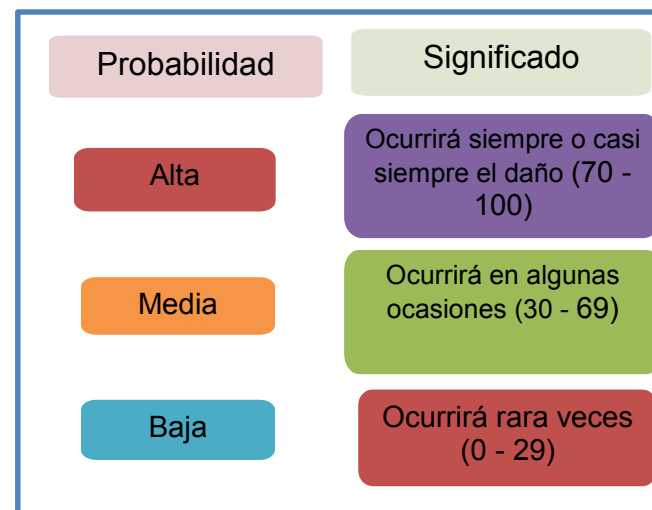 Probabilidad
Significado
Alta
Ocurrirá siempre o casi
siempre el daño (70 -
100)
Media
Ocurrirá en algunas
ocasiones (30 - 69)
Baja
Ocurrirá rara veces
(0 - 29)